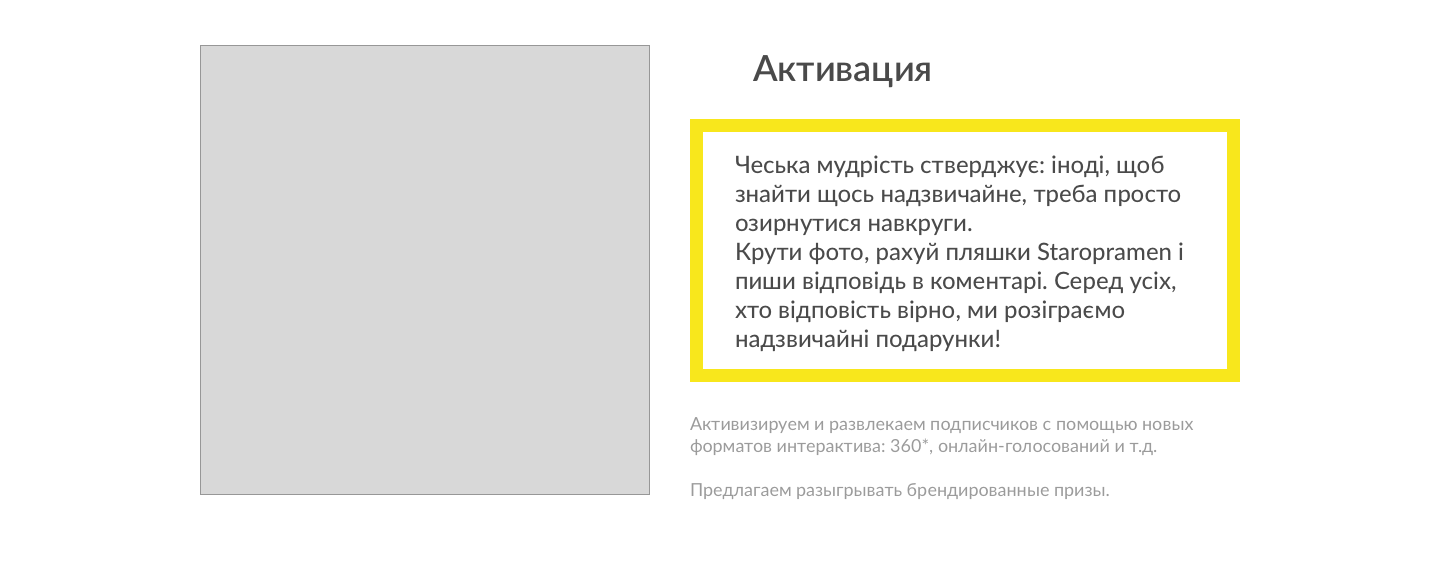 Активация
Чеська мудрість стверджує: іноді, щоб
знайти щось надзвичайне, треба просто
озирнутися навкруги.
Крути фото, рахуй пляшки Staropramen і
пиши відповідь в коментарі. Серед усіх,
хто відповість вірно, ми розіграємо
надзвичайні подарунки!
Активизируем и развлекаем подписчиков с помощью новых
форматов интерактива: 360*, онлайн-голосований и т.д.
Предлагаем разыгрывать брендированные призы.